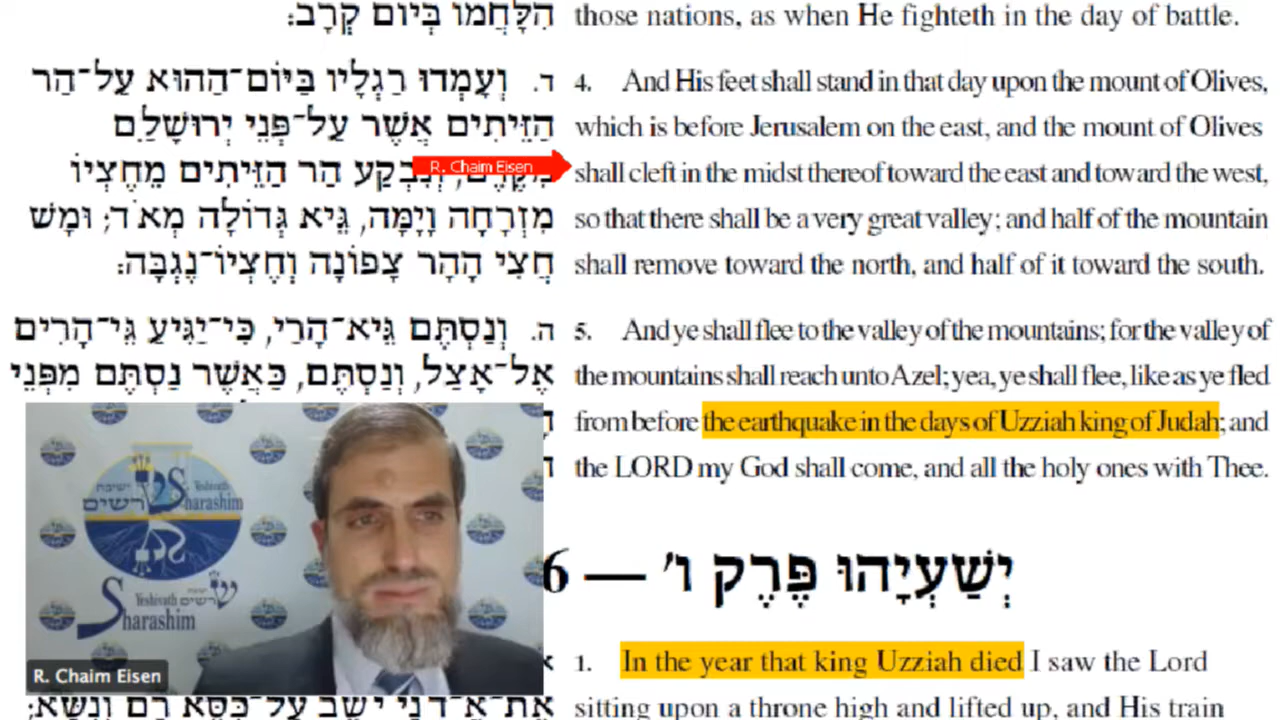 הִלָּחֲמוֹ בְּיוֹם קְרָב:
those nations, as when He fighteth in the day of battle.
ד. וְעָמְדוּ רַגְלָיו בַּיּוֹם־הַהוּא עַל־הַר
הַזֵּיתִים אֲשֶׁר עַל־פְּנֵי יְרוּשָׁלִַם
וְנִבְקַע הַר הַזֵּיתִים מֵחֶצְיוֹ
מִזְרָחָה וָיָמָּה, גֵּיא גְּדוֹלָה מְאֹד; וּמָשׁ
חֲצִי הָהָר צָפוֹנָה וְחֶצְיוֹ־נֶגְבָּה:
4. And His feet shall stand in that day upon the mount of Olives,
which is before Jerusalem on the east, and the mount of Olives
R. Chaim Eisen
shall cleft in the midst thereof toward the east and toward the west,
so that there shall be a very great valley; and half of the mountain
shall remove toward the north, and half of it toward the south.
ה. וְנַסְתֶּם גֵּיא־הָרַי, כִּי־יַגִּיעַ גֵּי־הָרִים
אֶל־אָצַל, וְנַסְתֶּם, כַּאֲשֶׁר נַסְתֶּם מִפְּנֵי
5. And ye shall flee to the valley of the mountains; for the valley of
the mountains shall reach unto Azel; yea, ye shall flee, like as ye fled
from before the earthquake in the days of Uzziah king of Judah; and
the LORD my God shall come, and all the holy ones with Thee.
יְשַׁעְיָהוּ פֶּרֶק ו' — 6
1. In the year that king Uzziah died I saw the Lord
sitting upon a throne high and lifted up, and His train
אֶת־אֲ־דֹנָי יֹשֵׁב עַל־כִּסֵּא רָם וְנִשָּׂא;
ישיבת שרשים
Yeshivath Sharashim
Yeshivath ישיבת שרשים
Sharashim
R. Chaim Eisen